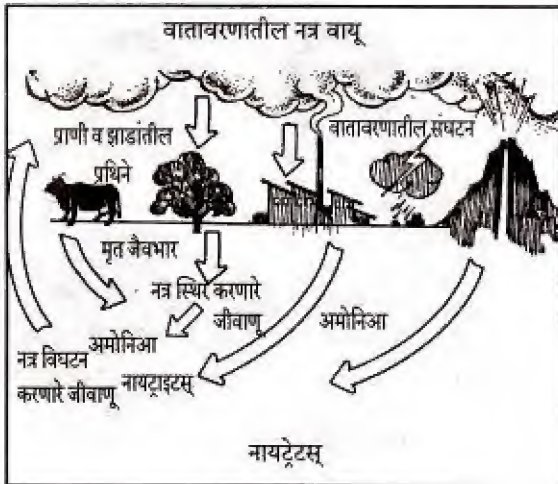 वातावरणातील नत्र वायू
प्राणी व झाडांतील
प्रथिने
वातावरणातील संघटन
मृत जैवभार
नत्र स्थिर करणारे
जीवाणू
अमोनिआ
अमोनिआ
नत्र विघटन
करणारे जीवाणू
नायट्राइटस्
नायट्रेटस्